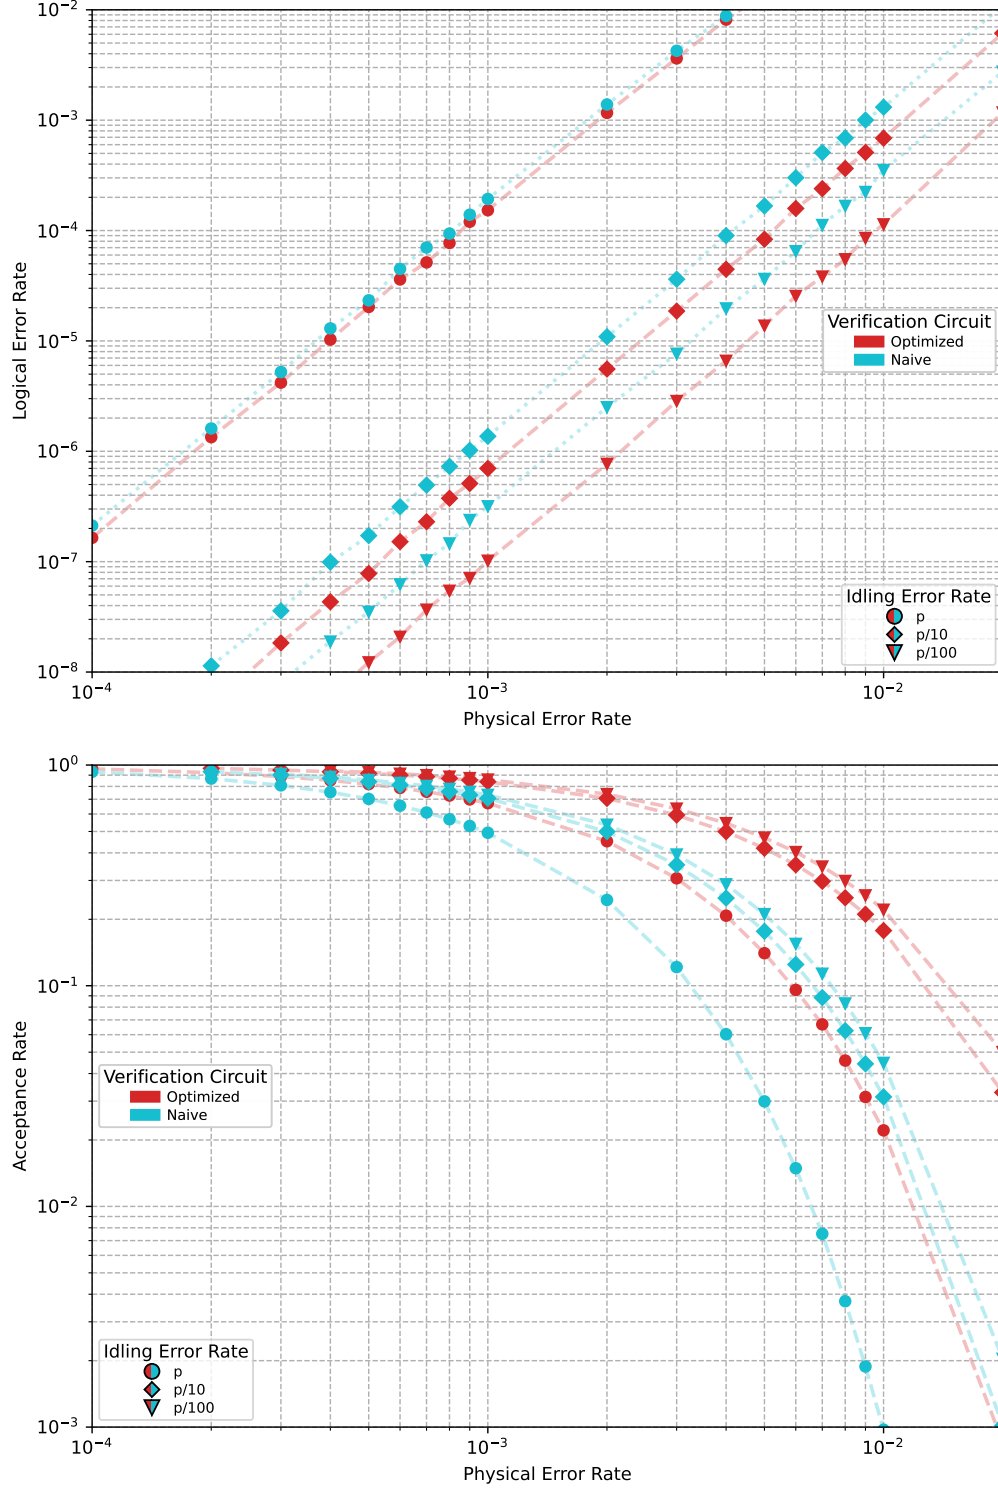 10⁻²
10⁻³
10⁻⁴
10⁻⁵
10⁻⁶
10⁻⁷
10⁻⁸
Logical Error Rate
Verification Circuit
Optimized
Naive
Idling Error Rate
p
p/10
p/100
10⁻⁴
10⁻³
10⁻²
Physical Error Rate
10⁰
10⁻¹
10⁻²
10⁻³
Acceptance Rate
Verification Circuit
Optimized
Naive
Idling Error Rate
p
p/10
p/100
10⁻⁴
10⁻³
10⁻²
Physical Error Rate